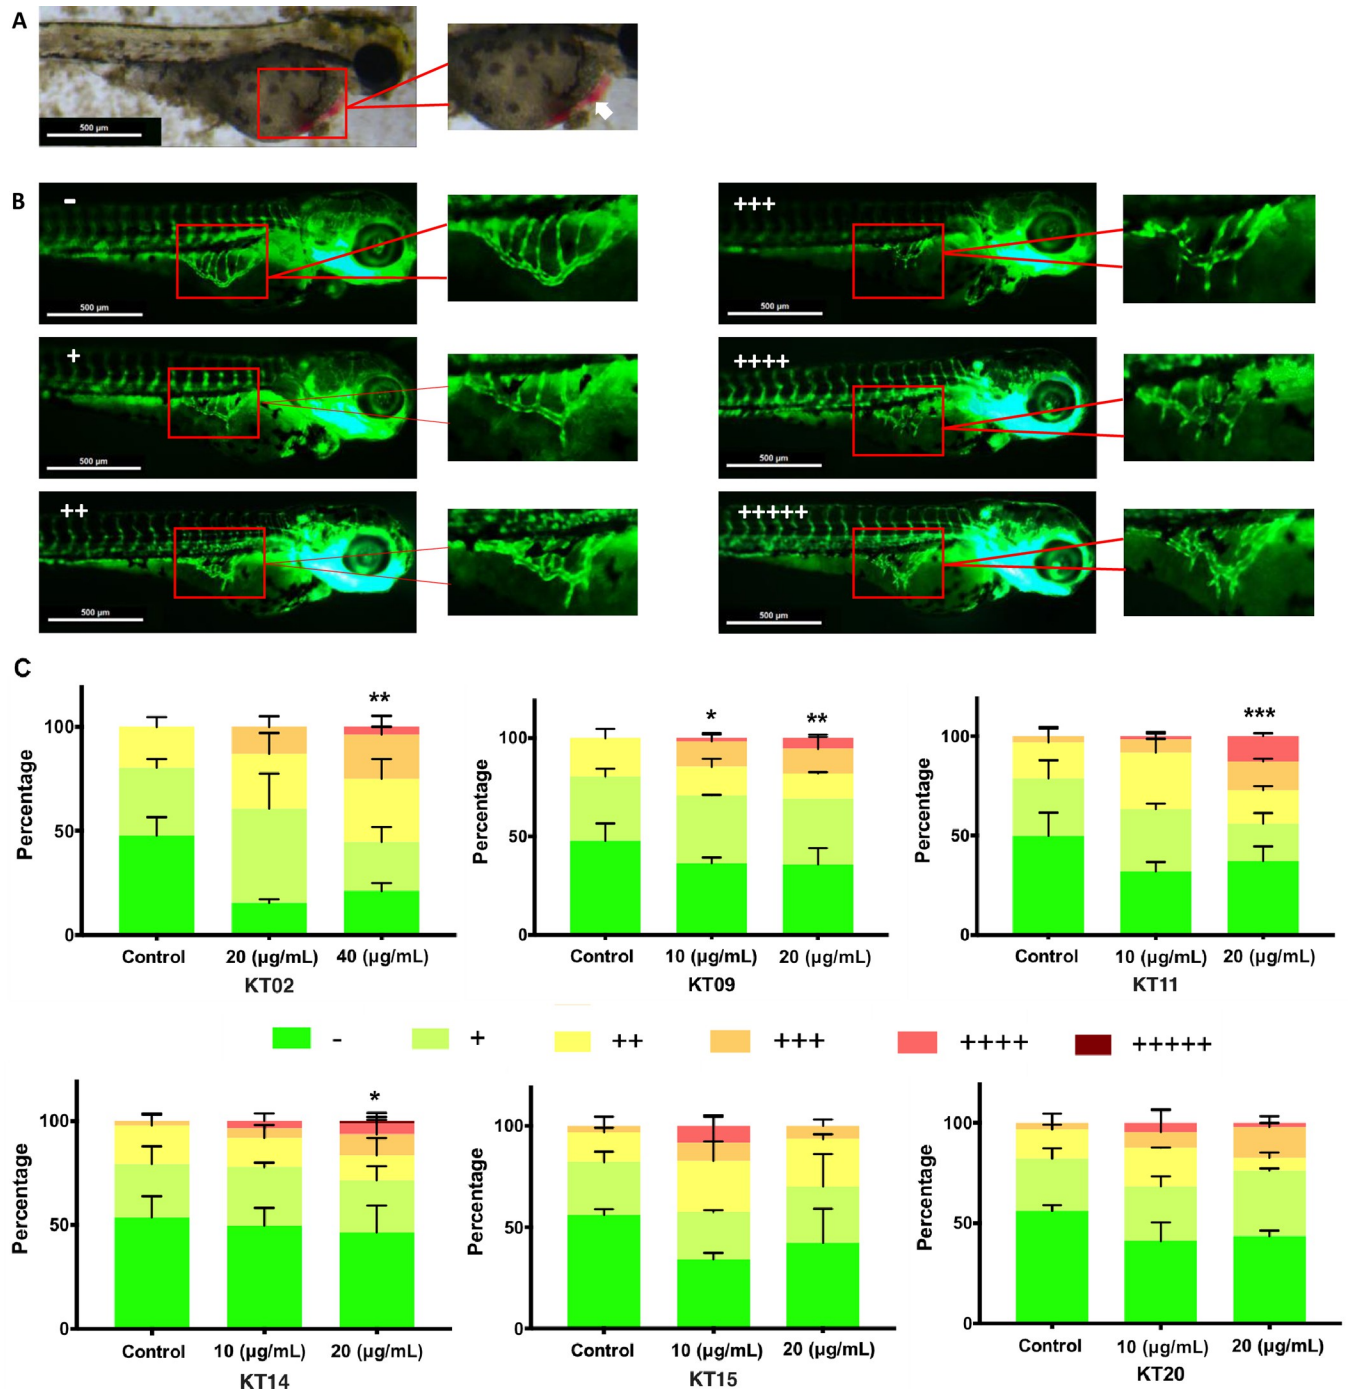 A
500 µm
B
-
500 µm
+++
500 µm
+
500 µm
++++
500 µm
++
500 µm
+++++
500 µm
C
Percentage
100
50
0
**
Control
20 (µg/mL)
40 (µg/mL)
KT02
Percentage
100
50
0
*
**
Control
10 (µg/mL)
20 (µg/mL)
KT09
Percentage
100
50
0
***
Control
10 (µg/mL)
20 (µg/mL)
KT11
- + ++ +++ ++++ +++++
Percentage
100
50
0
*
Control
10 (µg/mL)
20 (µg/mL)
KT14
Percentage
100
50
0
Control
10 (µg/mL)
20 (µg/mL)
KT15
Percentage
100
50
0
Control
10 (µg/mL)
20 (µg/mL)
KT20